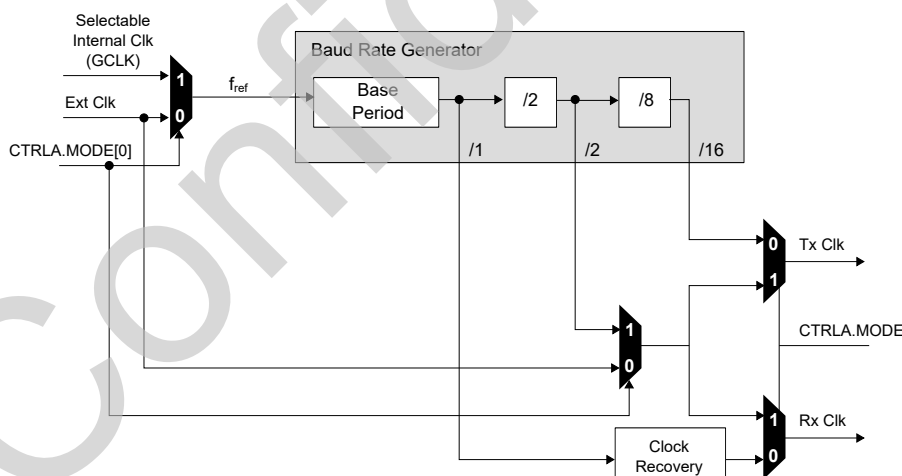 Selectable
Internal Clk
(GCLK)
Baud Rate Generator
1
f_ref
Base
Period
/2
/8
Ext Clk
0
CTRLA.MODE[0]
/1
/2
/16
0
Tx Clk
1
1
CTRLA.MODE
0
1
Rx Clk
Clock
Recovery
0
Confid